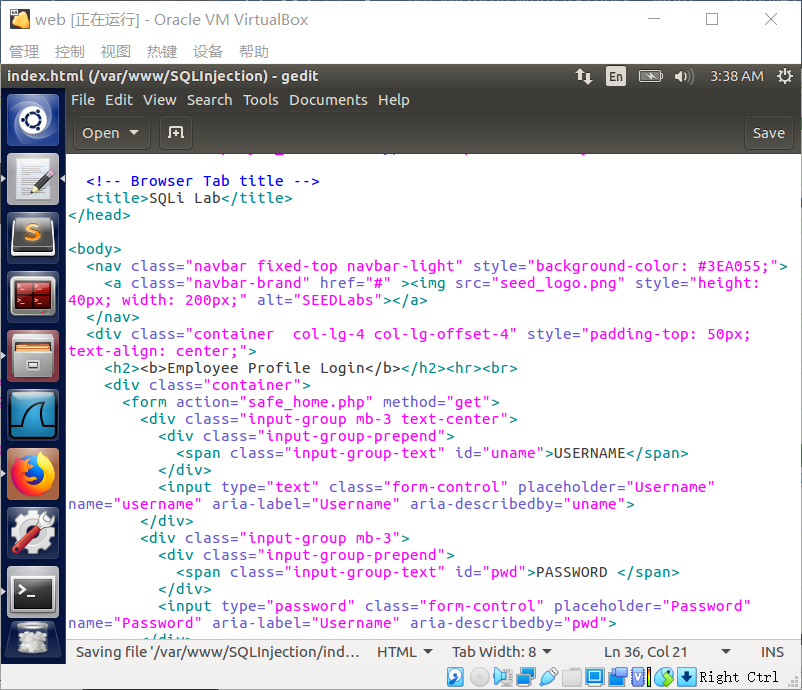 web [正在运行] - Oracle VM VirtualBox
管理 控制 视图 热键 设备 帮助
index.html (/var/www/SQLInjection) - gedit En 3:38 AM
File Edit View Search Tools Documents Help
Open Save
<!-- Browser Tab title -->
<title>SQLi Lab</title>
</head>
<body>
<nav class="navbar fixed-top navbar-light" style="background-color: #3EA055;">
<a class="navbar-brand" href="#" ><img src="seed_logo.png" style="height:
40px; width: 200px;" alt="SEEDLabs"></a>
</nav>
<div class="container  col-lg-4 col-lg-offset-4" style="padding-top: 50px;
text-align: center;">
<h2><b>Employee Profile Login</b></h2><hr><br>
<div class="container">
<form action="safe_home.php" method="get">
<div class="input-group mb-3 text-center">
<div class="input-group-prepend">
<span class="input-group-text" id="uname">USERNAME</span>
</div>
<input type="text" class="form-control" placeholder="Username"
name="username" aria-label="Username" aria-describedby="uname">
</div>
<div class="input-group mb-3">
<div class="input-group-prepend">
<span class="input-group-text" id="pwd">PASSWORD </span>
</div>
<input type="password" class="form-control" placeholder="Password"
name="Password" aria-label="Username" aria-describedby="pwd">
Saving file '/var/www/SQLInjection/ind... HTML Tab Width: 8 Ln 36, Col 21 INS
Right Ctrl